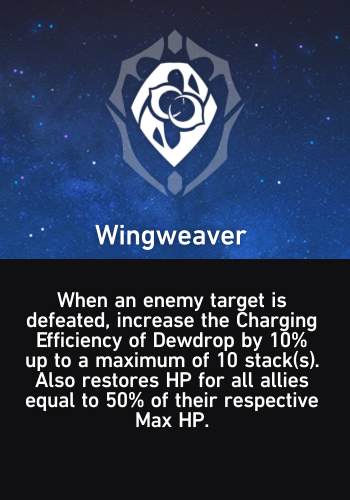 Wingweaver
When an enemy target is
defeated, increase the Charging
Efficiency of Dewdrop by 10%
up to a maximum of 10 stack(s).
Also restores HP for all allies
equal to 50% of their respective
Max HP.